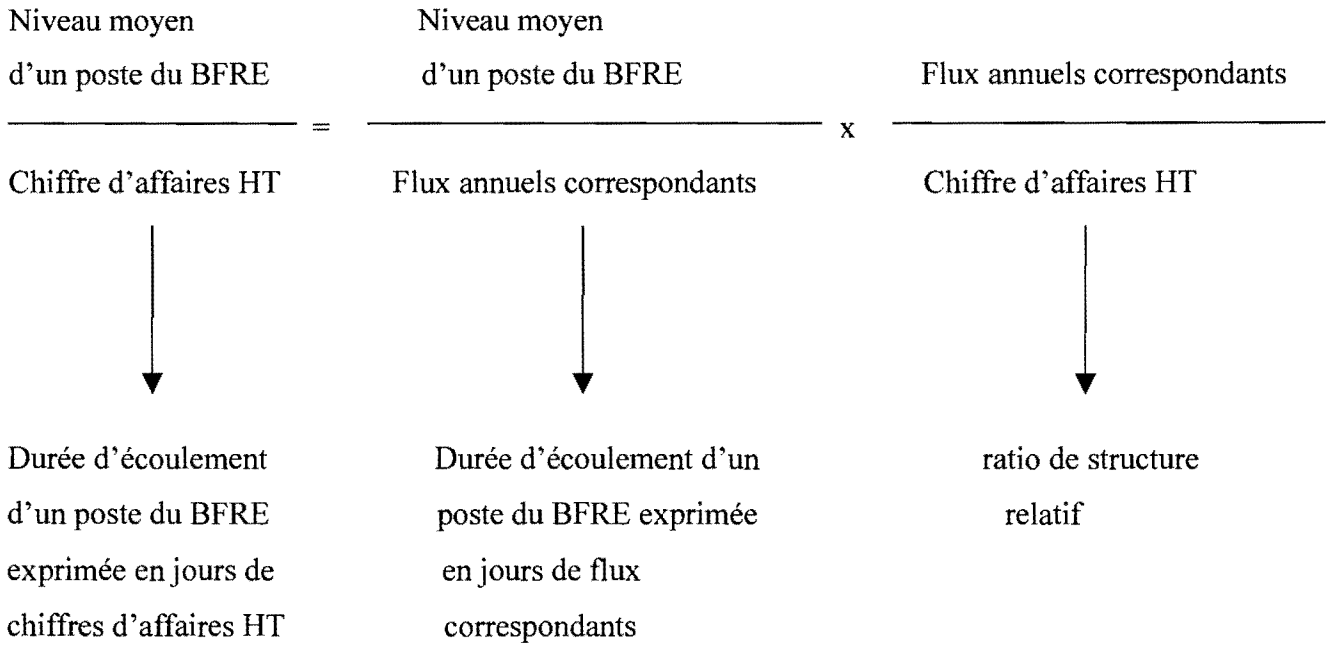 Niveau moyen Niveau moyen
d'un poste du BFRE d'un poste du BFRE Flux annuels correspondants
= x
Chiffre d'affaires HT Flux annuels correspondants Chiffre d'affaires HT
Durée d'écoulement Durée d'écoulement d'un ratio de structure
d'un poste du BFRE poste du BFRE exprimée relatif
exprimée en jours de en jours de flux
chiffres d'affaires HT correspondants